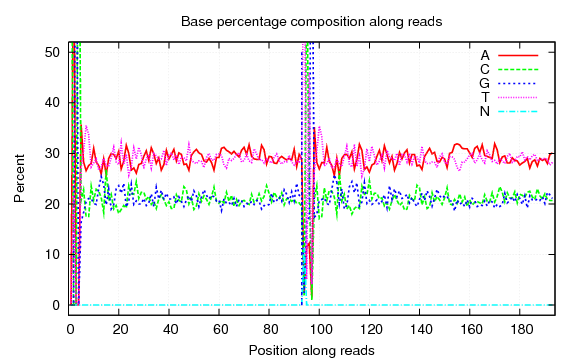 Base percentage composition along reads
50
40
30
20
10
0
Percent
A
C
G
T
N
0 20 40 60 80 100 120 140 160 180
Position along reads